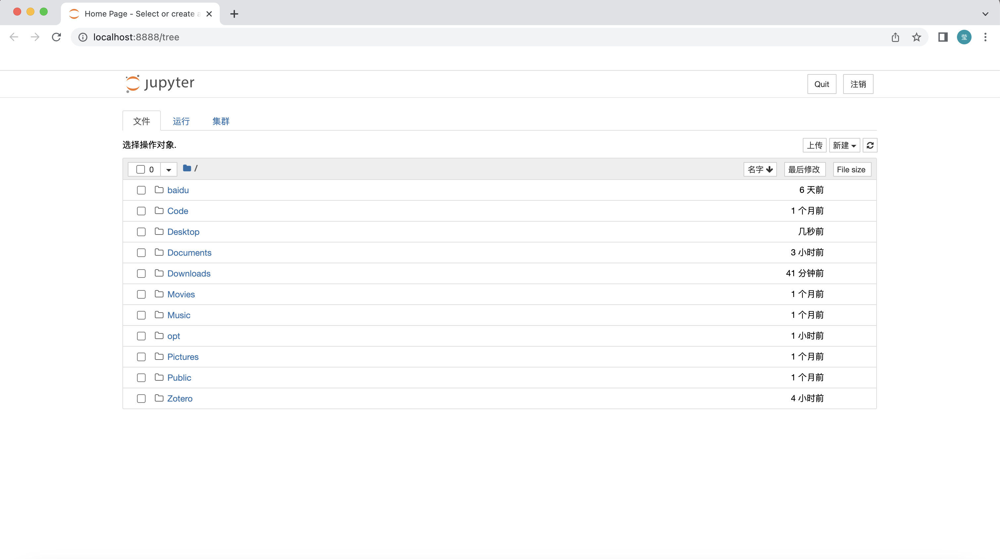 Home Page - Select or create a
localhost:8888/tree
莹
jupyter
Quit
注销
文件
运行
集群
选择操作对象.
上传
新建
0
/
名字
最后修改
File size
baidu
6 天前
Code
1 个月前
Desktop
几秒前
Documents
3 小时前
Downloads
41 分钟前
Movies
1 个月前
Music
1 个月前
opt
1 小时前
Pictures
1 个月前
Public
1 个月前
Zotero
4 小时前